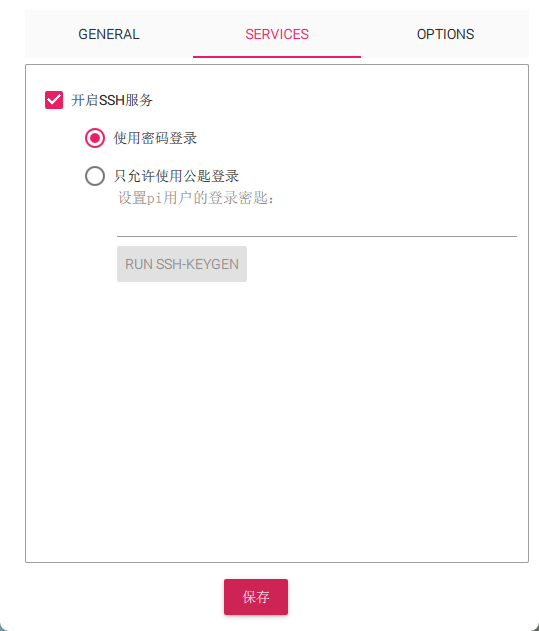 GENERAL
SERVICES
OPTIONS
开启SSH服务
使用密码登录
只允许使用公匙登录
设置pi用户的登录密匙:
RUN SSH-KEYGEN
保存